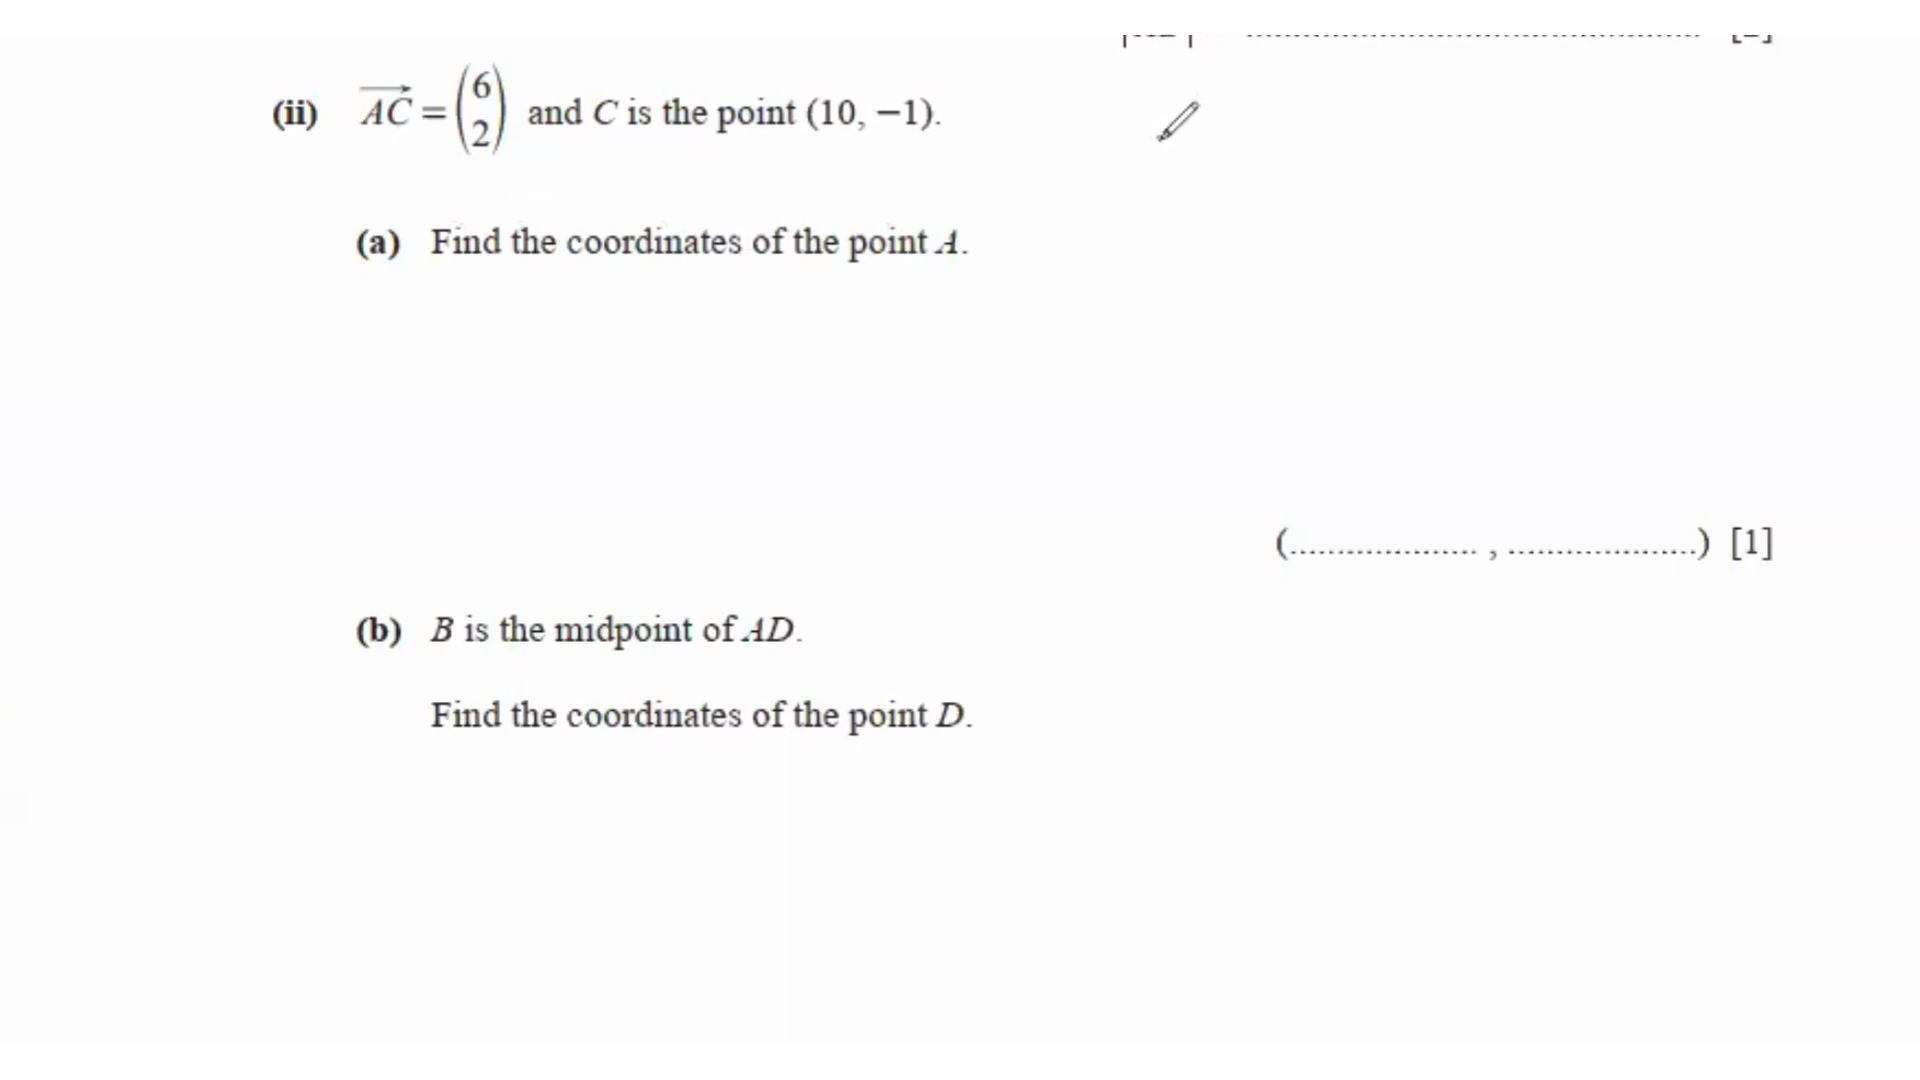 (ii) $\overrightarrow{AC} = \begin{pmatrix} 6 \\ 2 \end{pmatrix}$ and C is the point (10, −1).
(a) Find the coordinates of the point A.
(.................... , ....................) [1]
(b) B is the midpoint of AD.
Find the coordinates of the point D.